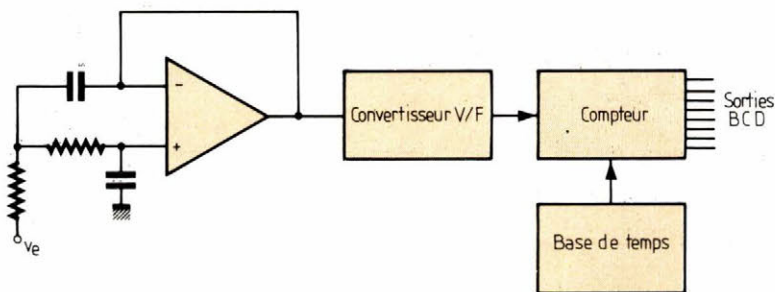 −
+
Ve
Convertisseur V/F
Compteur
Sorties
BCD
Base de temps